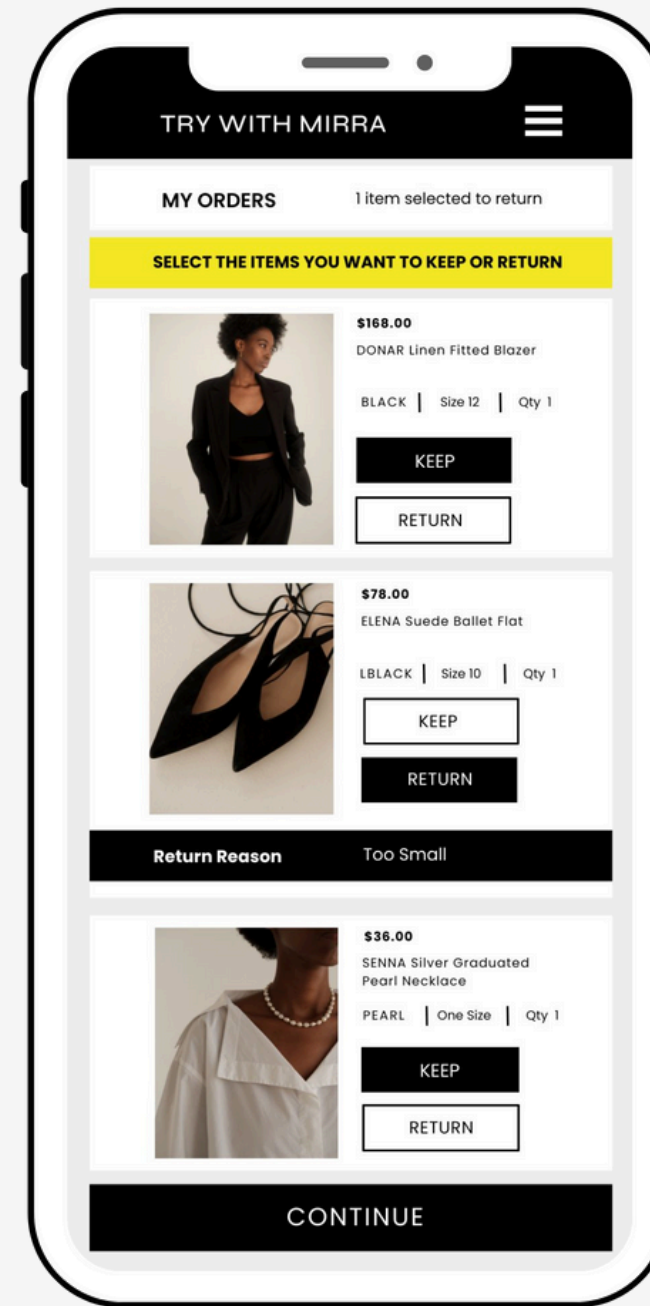 TRY WITH MIRRA
MY ORDERS
1 item selected to return
SELECT THE ITEMS YOU WANT TO KEEP OR RETURN
$168.00
DONAR Linen Fitted Blazer
BLACK | Size 12 | Qty 1
KEEP
RETURN
$78.00
ELENA Suede Ballet Flat
LBLACK | Size 10 | Qty 1
KEEP
RETURN
Return Reason
Too Small
$36.00
SENNA Silver Graduated
Pearl Necklace
PEARL | One Size | Qty 1
KEEP
RETURN
CONTINUE